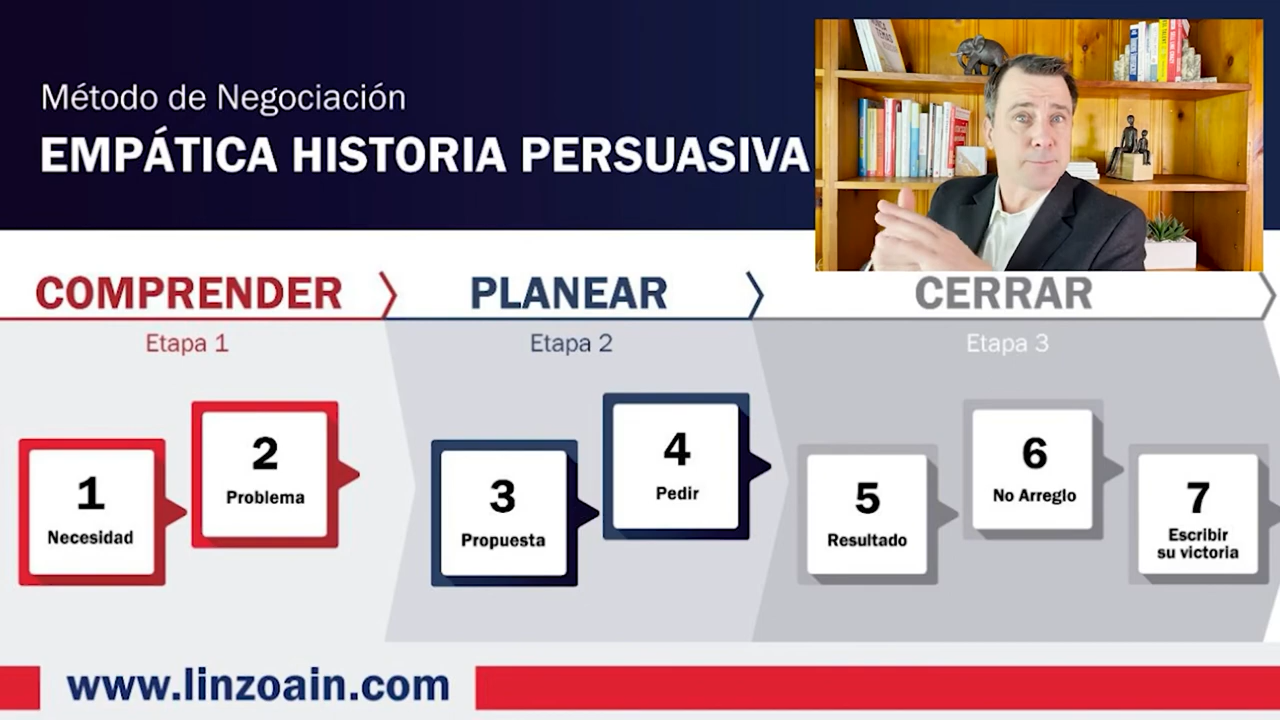 Método de Negociación
EMPÁTICA HISTORIA PERSUASIVA
COMPRENDER
Etapa 1
PLANEAR
Etapa 2
CERRAR
Etapa 3
1
Necesidad
2
Problema
3
Propuesta
4
Pedir
5
Resultado
6
No Arreglo
7
Escribir
su victoria
www.linzoain.com